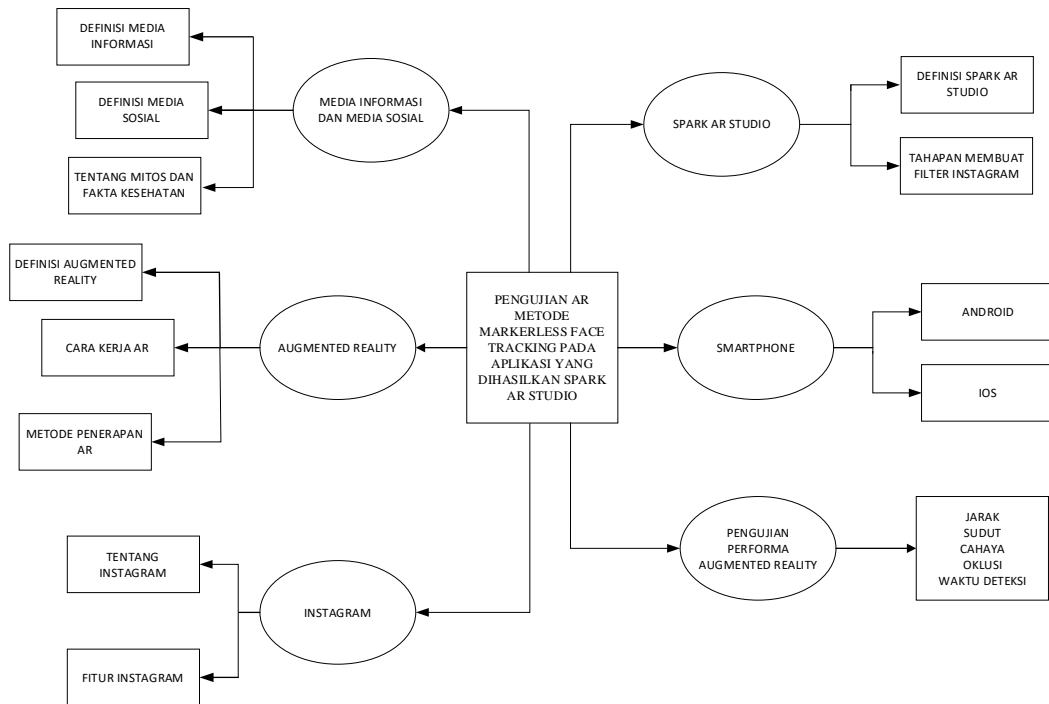 DEFINISI MEDIA
INFORMASI
DEFINISI MEDIA
SOSIAL
TENTANG MITOS DAN
FAKTA KESEHATAN
MEDIA INFORMASI
DAN MEDIA SOSIAL
SPARK AR STUDIO
DEFINISI SPARK AR
STUDIO
TAHAPAN MEMBUAT
FILTER INSTAGRAM
DEFINISI AUGMENTED
REALITY
CARA KERJA AR
METODE PENERAPAN
AR
AUGMENTED REALITY
PENGUJIAN AR
METODE
MARKERLESS FACE
TRACKING PADA
APLIKASI YANG
DIHASILKAN SPARK
AR STUDIO
SMARTPHONE
ANDROID
IOS
TENTANG
INSTAGRAM
FITUR INSTAGRAM
INSTAGRAM
PENGUJIAN
PERFORMA
AUGMENTED REALITY
JARAK
SUDUT
CAHAYA
OKLUSI
WAKTU DETEKSI